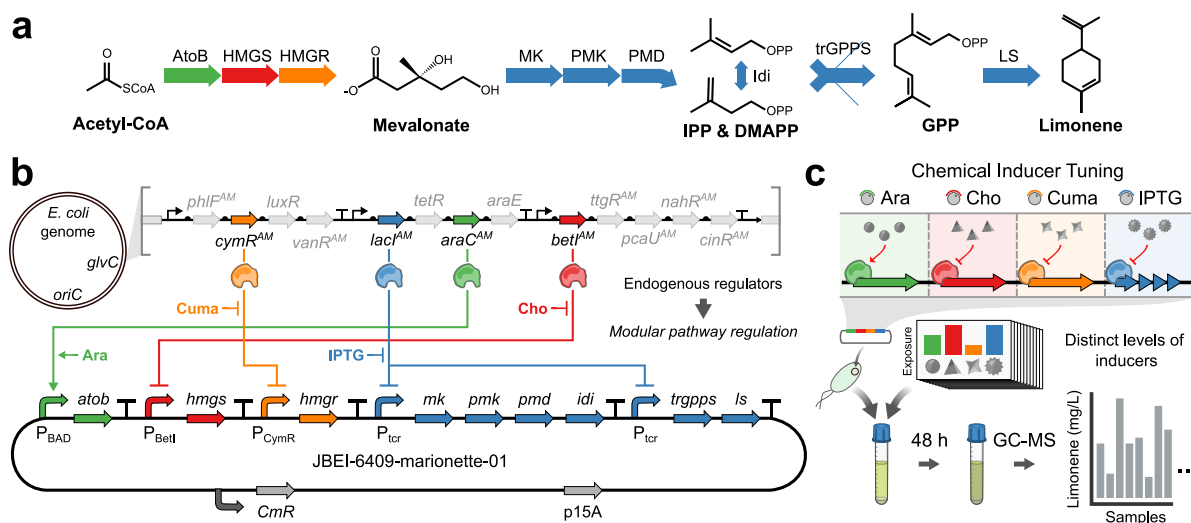 a
AtoB HMGS HMGR
MK PMK PMD
Idi
trGPPS
LS
O
SCoA
Acetyl-CoA
O OH
-O OH
Mevalonate
OPP
OPP
IPP & DMAPP
OPP
GPP
Limonene
b
E. coli
genome
glvC
oriC
phlF^AM luxR tetR araE ttgR^AM nahR^AM
cymR^AM vanR^AM lacI^AM araC^AM betI^AM pcaU^AM cinR^AM
Cuma
Cho
IPTG
Ara
Endogenous regulators
Modular pathway regulation
atob hmgs hmgr mk pmk pmd idi trgpps ls
P_BAD P_BetI P_CymR P_tcr P_tcr
JBEI-6409-marionette-01
CmR p15A
c
Chemical Inducer Tuning
Ara Cho Cuma IPTG
Exposure
Distinct levels of
inducers
48 h GC-MS
Limonene (mg/L)
Samples